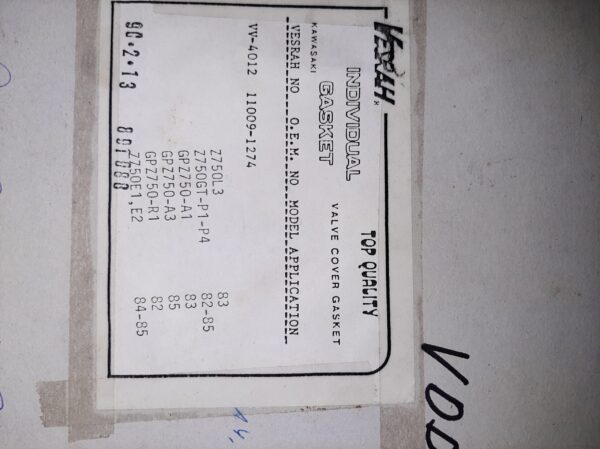 VESRAH
TOP QUALITY
INDIVIDUAL
GASKET
KAWASAKI VALVE COVER GASKET
VESRAH NO. O.E.M. NO MODEL APPLICATION
VV-4012 11009-1274
Z750L3 83
Z750GT-P1-P4 82-85
GPZ750-A1 83
GPZ750-A3 85
GPZ750-R1 82
Z750E1,E2 84-85
90.2.13